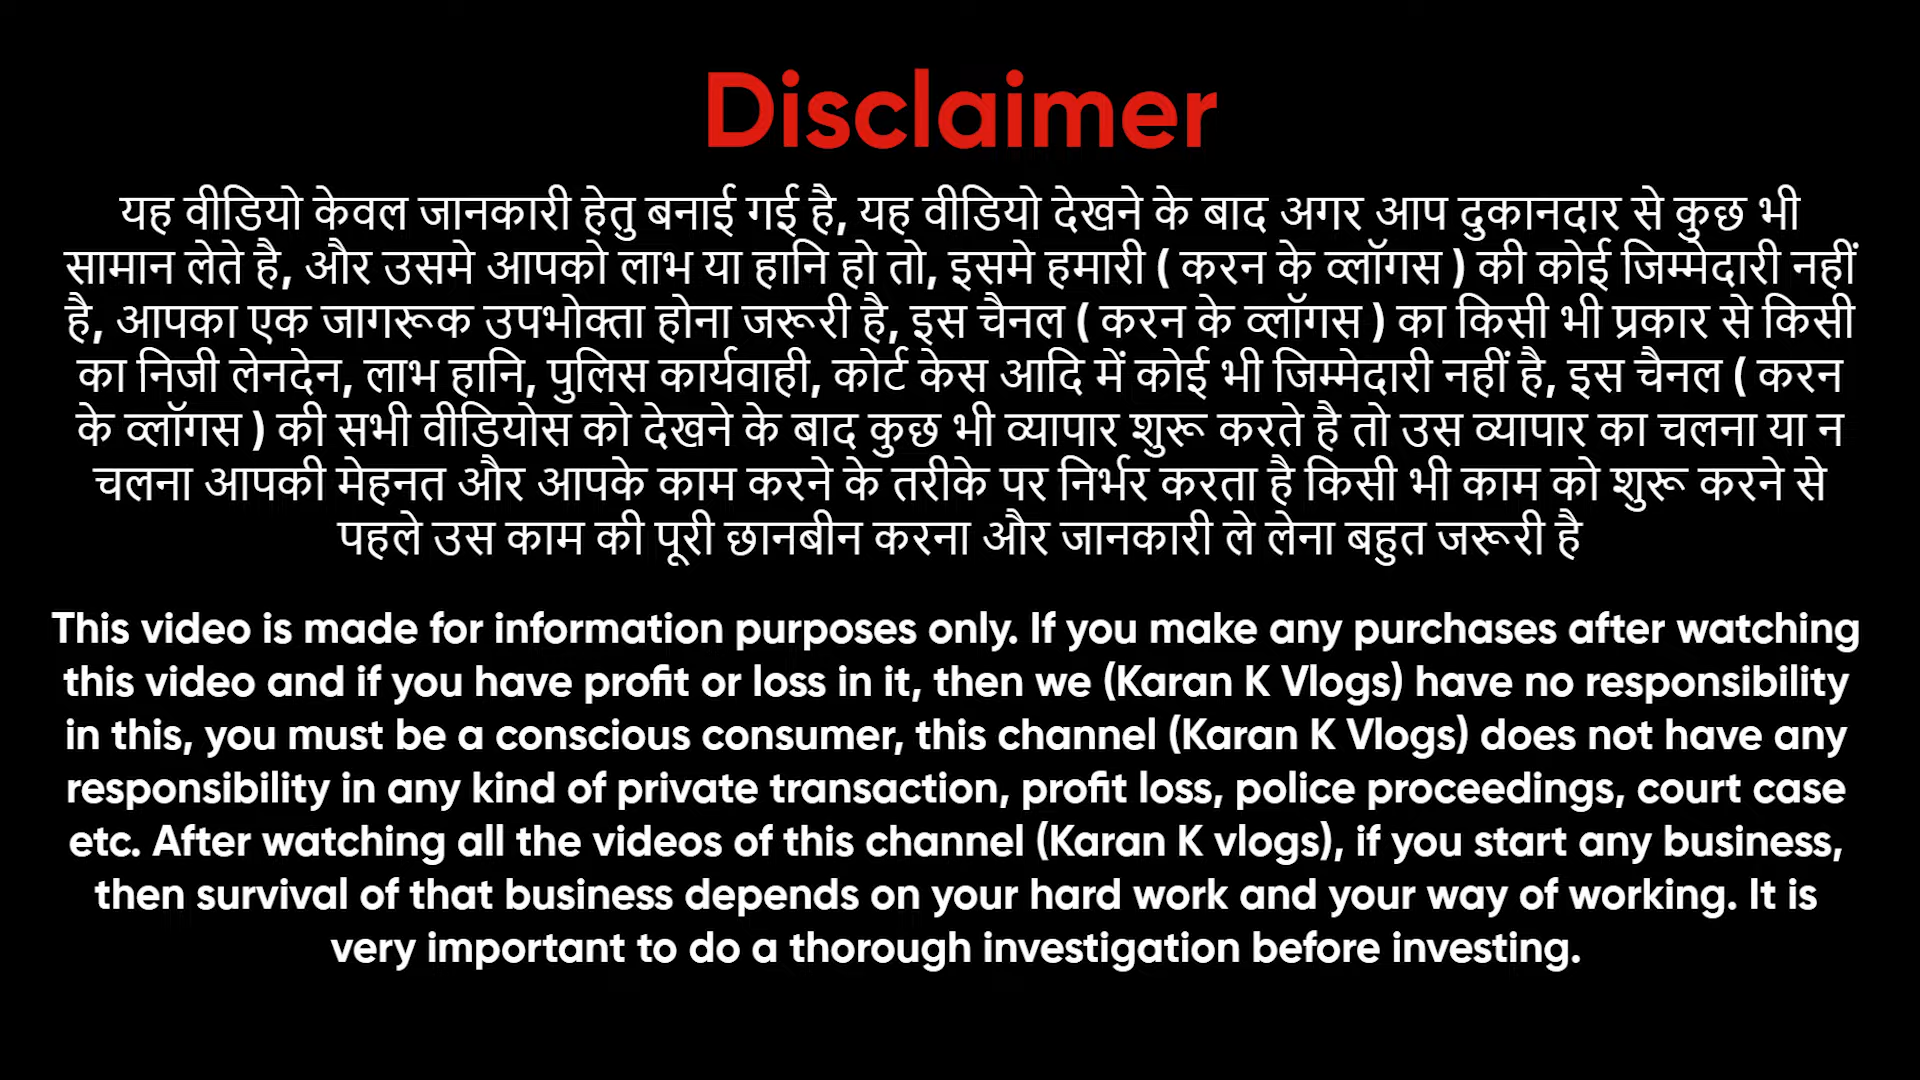 Disclaimer
यह वीडियो केवल जानकारी हेतु बनाई गई है, यह वीडियो देखने के बाद अगर आप दुकानदार से कुछ भी
सामान लेते है, और उसमे आपको लाभ या हानि हो तो, इसमे हमारी ( करन के व्लॉगस ) की कोई जिम्मेदारी नहीं
है, आपका एक जागरूक उपभोक्ता होना जरूरी है, इस चैनल ( करन के व्लॉगस ) का किसी भी प्रकार से किसी
का निजी लेनदेन, लाभ हानि, पुलिस कार्यवाही, कोर्ट केस आदि में कोई भी जिम्मेदारी नहीं है, इस चैनल ( करन
के व्लॉगस ) की सभी वीडियोस को देखने के बाद कुछ भी व्यापार शुरू करते है तो उस व्यापार का चलना या न
चलना आपकी मेहनत और आपके काम करने के तरीके पर निर्भर करता है किसी भी काम को शुरू करने से
पहले उस काम की पूरी छानबीन करना और जानकारी ले लेना बहुत जरूरी है
This video is made for information purposes only. If you make any purchases after watching
this video and if you have profit or loss in it, then we (Karan K Vlogs) have no responsibility
in this, you must be a conscious consumer, this channel (Karan K Vlogs) does not have any
responsibility in any kind of private transaction, profit loss, police proceedings, court case
etc. After watching all the videos of this channel (Karan K vlogs), if you start any business,
then survival of that business depends on your hard work and your way of working. It is
very important to do a thorough investigation before investing.